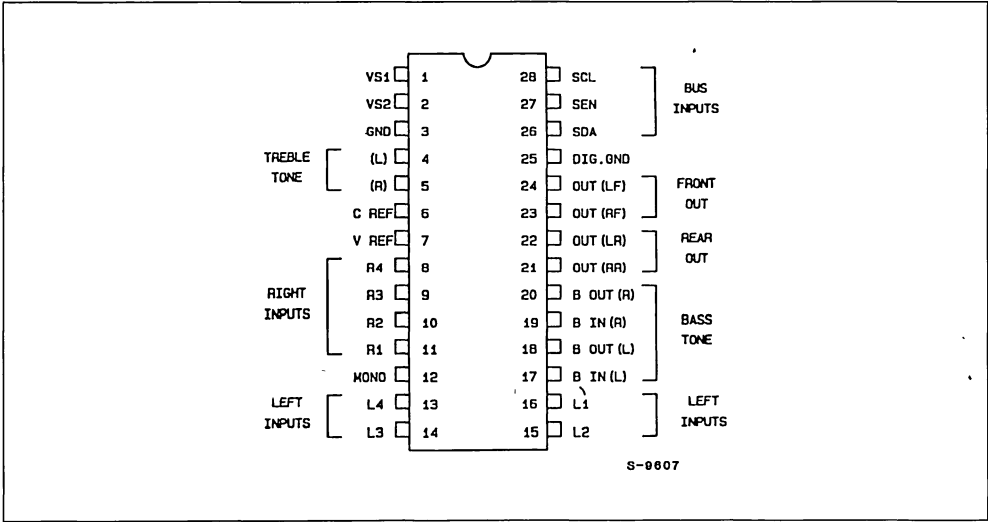 VS1 1 28 SCL
VS2 2 27 SEN
BUS
INPUTS
GND 3 26 SDA
TREBLE
TONE
(L) 4 25 DIG.GND
(R) 5 24 OUT (LF)
FRONT
OUT
C REF 6 23 OUT (RF)
V REF 7 22 OUT (LR)
REAR
OUT
R4 8 21 OUT (RR)
RIGHT
INPUTS
R3 9 20 B OUT (R)
R2 10 19 B IN (R)
BASS
TONE
R1 11 18 B OUT (L)
MONO 12 17 B IN (L)
LEFT
INPUTS
L4 13 16 L1
LEFT
INPUTS
L3 14 15 L2
S-9607